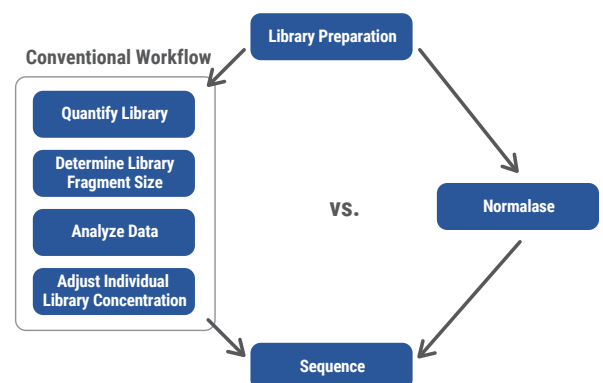 Library Preparation
Conventional Workflow
Quantify Library
Determine Library
Fragment Size
Analyze Data
Adjust Individual
Library Concentration
vs.
Normalase
Sequence